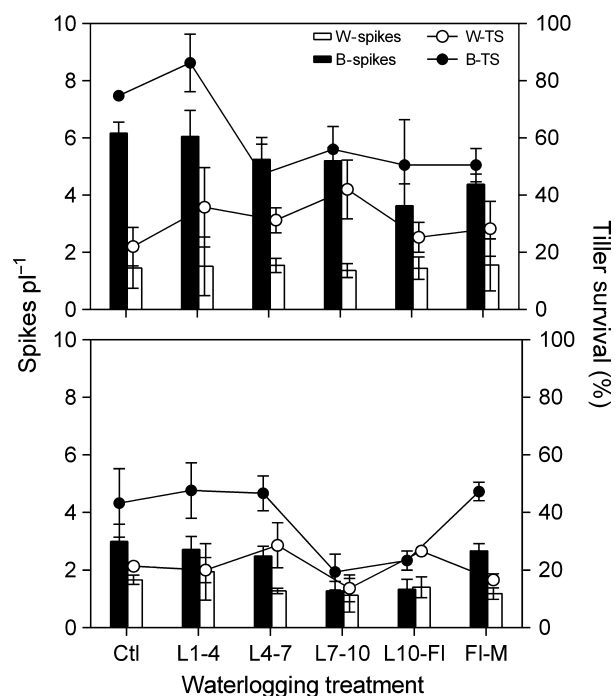 10
8
6
4
2
0
100
80
60
40
20
0
W-spikes
B-spikes
W-TS
B-TS
Spikes pl⁻¹
Tiller survival (%)
10
8
6
4
2
0
100
80
60
40
20
0
Ctl
L1-4
L4-7
L7-10
L10-Fl
Fl-M
Waterlogging treatment